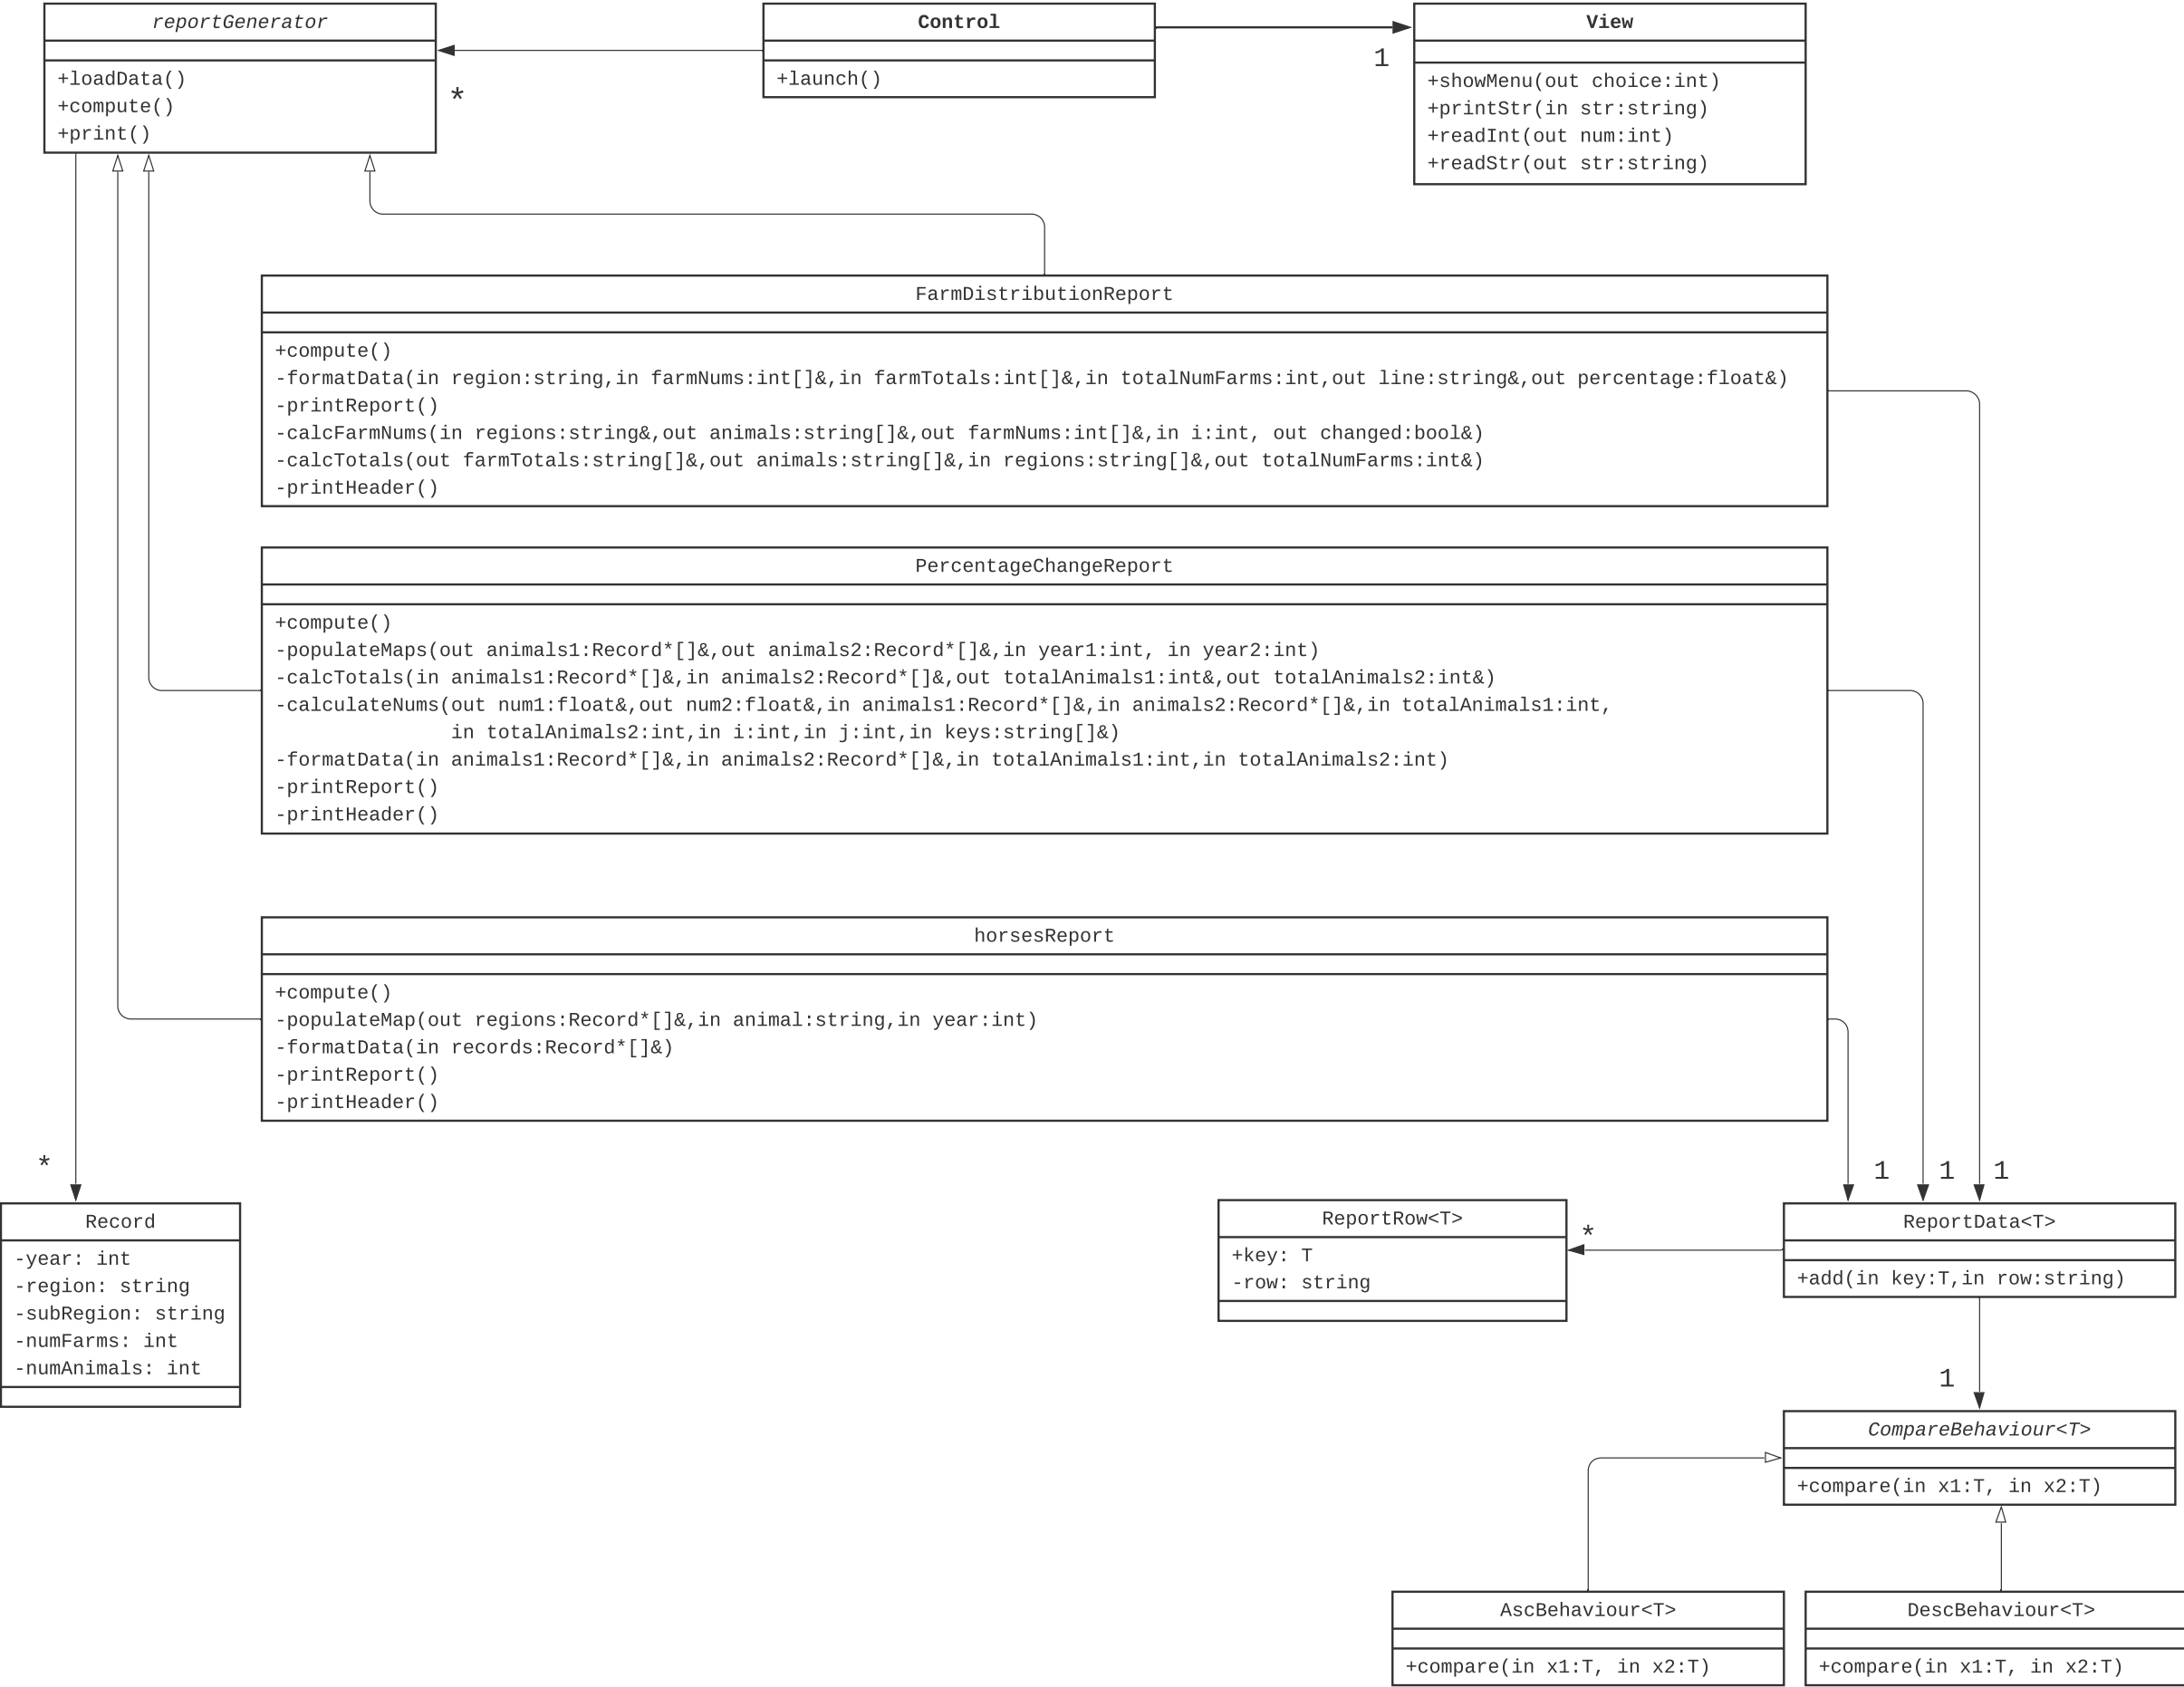 reportGenerator
+loadData()
+compute()
+print()
*
Control
+launch()
1
View
+showMenu(out choice:int)
+printStr(in str:string)
+readInt(out num:int)
+readStr(out str:string)
FarmDistributionReport
+compute()
-formatData(in region:string,in farmNums:int[]&,in farmTotals:int[]&,in totalNumFarms:int,out line:string&,out percentage:float&)
-printReport()
-calcFarmNums(in regions:string&,out animals:string[]&,out farmNums:int[]&,in i:int, out changed:bool&)
-calcTotals(out farmTotals:string[]&,out animals:string[]&,in regions:string[]&,out totalNumFarms:int&)
-printHeader()
PercentageChangeReport
+compute()
-populateMaps(out animals1:Record*[]&,out animals2:Record*[]&,in year1:int, in year2:int)
-calcTotals(in animals1:Record*[]&,in animals2:Record*[]&,out totalAnimals1:int&,out totalAnimals2:int&)
-calculateNums(out num1:float&,out num2:float&,in animals1:Record*[]&,in animals2:Record*[]&,in totalAnimals1:int,
in totalAnimals2:int,in i:int,in j:int,in keys:string[]&)
-formatData(in animals1:Record*[]&,in animals2:Record*[]&,in totalAnimals1:int,in totalAnimals2:int)
-printReport()
-printHeader()
horsesReport
+compute()
-populateMap(out regions:Record*[]&,in animal:string,in year:int)
-formatData(in records:Record*[]&)
-printReport()
-printHeader()
*
1
1
1
Record
-year: int
-region: string
-subRegion: string
-numFarms: int
-numAnimals: int
ReportRow<T>
+key: T
-row: string
*
ReportData<T>
+add(in key:T,in row:string)
1
CompareBehaviour<T>
+compare(in x1:T, in x2:T)
AscBehaviour<T>
+compare(in x1:T, in x2:T)
DescBehaviour<T>
+compare(in x1:T, in x2:T)